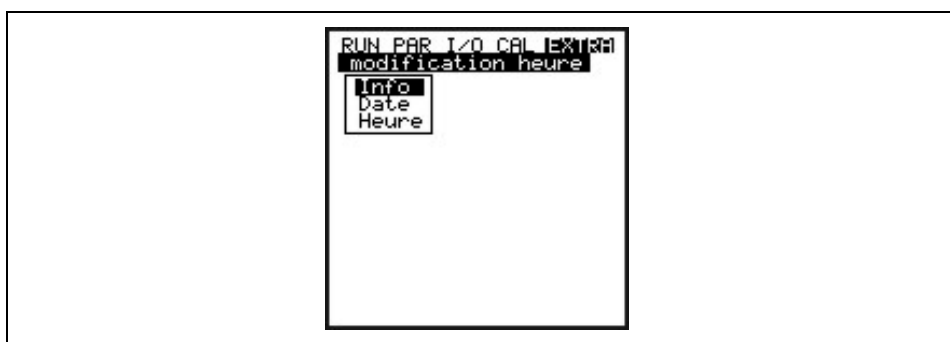 RUN PAR I/O CAL EXTRA
modification heure
Info
Date
Heure